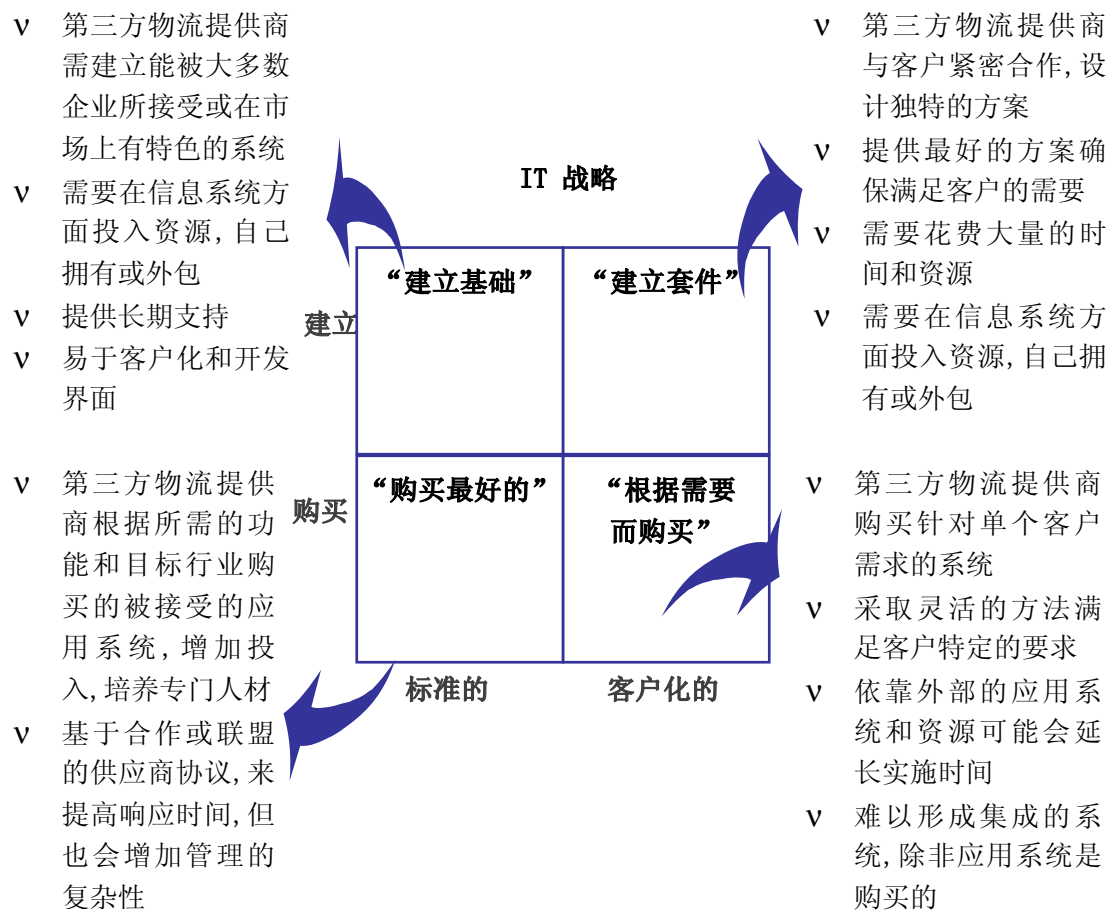 ν 第三方物流提供商
需建立能被大多数
企业所接受或在市
场上有特色的系统
ν 需要在信息系统方
面投入资源,自己
拥有或外包
ν 提供长期支持
ν 易于客户化和开发
界面
IT 战略
ν 第三方物流提供商
与客户紧密合作,设
计独特的方案
ν 提供最好的方案确
保满足客户的需要
ν 需要花费大量的时
间和资源
ν 需要在信息系统方
面投入资源,自己拥
有或外包
建立
“建立基础”
“建立套件”
购买
“购买最好的”
“根据需要
而购买”
标准的
客户化的
ν 第三方物流提供
商根据所需的功
能和目标行业购
买的被接受的应
用系统,增加投
入,培养专门人材
ν 基于合作或联盟
的供应商协议,来
提高响应时间,但
也会增加管理的
复杂性
ν 第三方物流提供商
购买针对单个客户
需求的系统
ν 采取灵活的方法满
足客户特定的要求
ν 依靠外部的应用系
统和资源可能会延
长实施时间
ν 难以形成集成的系
统,除非应用系统是
购买的